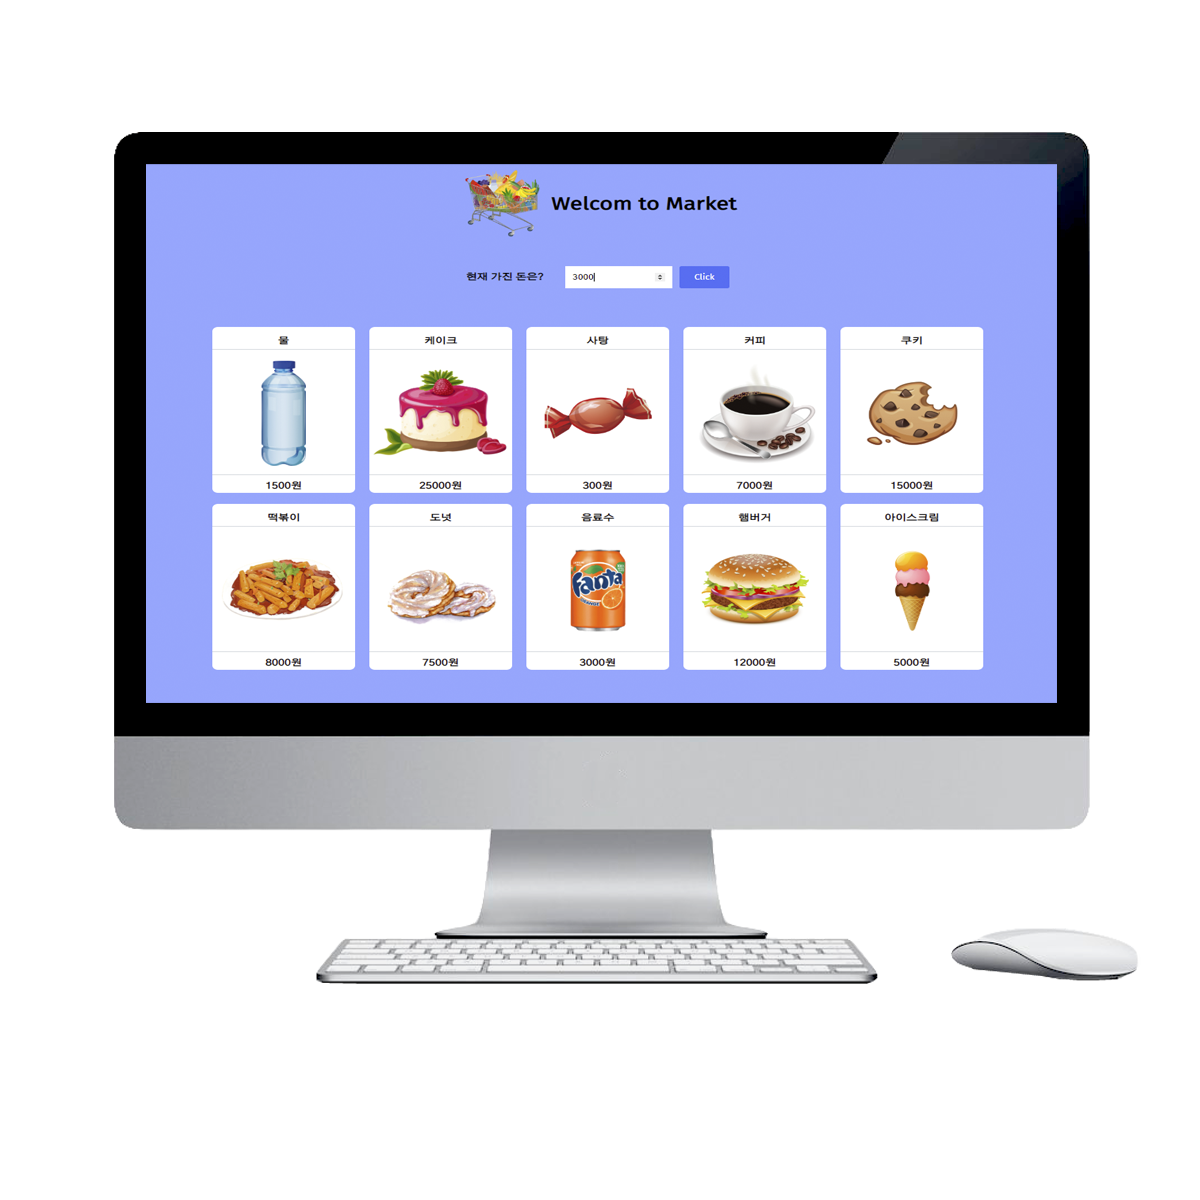 Welcom to Market
현재 가진 돈은? 3000 Click
물 케이크 사탕 커피 쿠키
1500원 25000원 300원 7000원 15000원
떡볶이 도넛 음료수 햄버거 아이스크림
Fanta
ORANGE
8000원 7500원 3000원 12000원 5000원